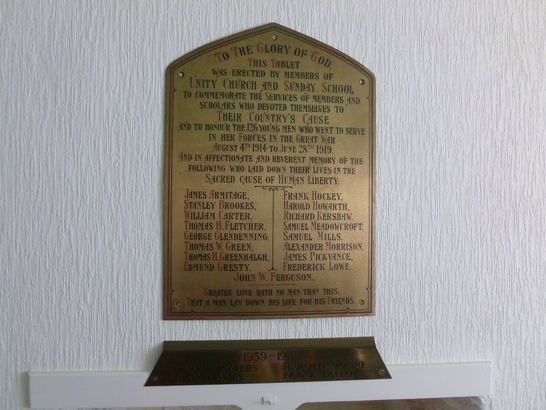 TO THE GLORY OF GOD.
THIS TABLET
WAS ERECTED BY MEMBERS OF
UNITY CHURCH AND SUNDAY SCHOOL
TO COMMEMORATE THE SERVICES OF MEMBERS AND
SCHOLARS WHO DEVOTED THEMSELVES TO
THEIR COUNTRY'S CAUSE
AND TO HONOUR THE 126 YOUNG MEN WHO WENT TO SERVE
IN HER FORCES IN THE GREAT WAR
AUGUST 4TH 1914 TO JUNE 28TH 1919.
AND IN AFFECTIONATE AND REVERENT MEMORY OF THE
FOLLOWING WHO LAID DOWN THEIR LIVES IN THE
SACRED CAUSE OF HUMAN LIBERTY.
JAMES ARMITAGE,
STANLEY BROOKES,
WILLIAM CARTER,
THOMAS H. FLETCHER,
GEORGE GLENDENNING,
THOMAS W. GREEN,
THOMAS H. GREENHALGH,
EDMUND GRESTY,
FRANK HOCKEY,
HAROLD HOWARTH,
RICHARD KERSHAW,
SAMUEL MEADOWCROFT,
SAMUEL MILLS,
ALEXANDER MORRISON,
JAMES PICKVANCE,
FREDERICK LOWE,
JOHN W. FERGUSON.
GREATER LOVE HATH NO MAN THAN THIS,
THAT A MAN LAY DOWN HIS LIFE FOR HIS FRIENDS.
1939
HAROLD MOORE
FRANK TAYLOR